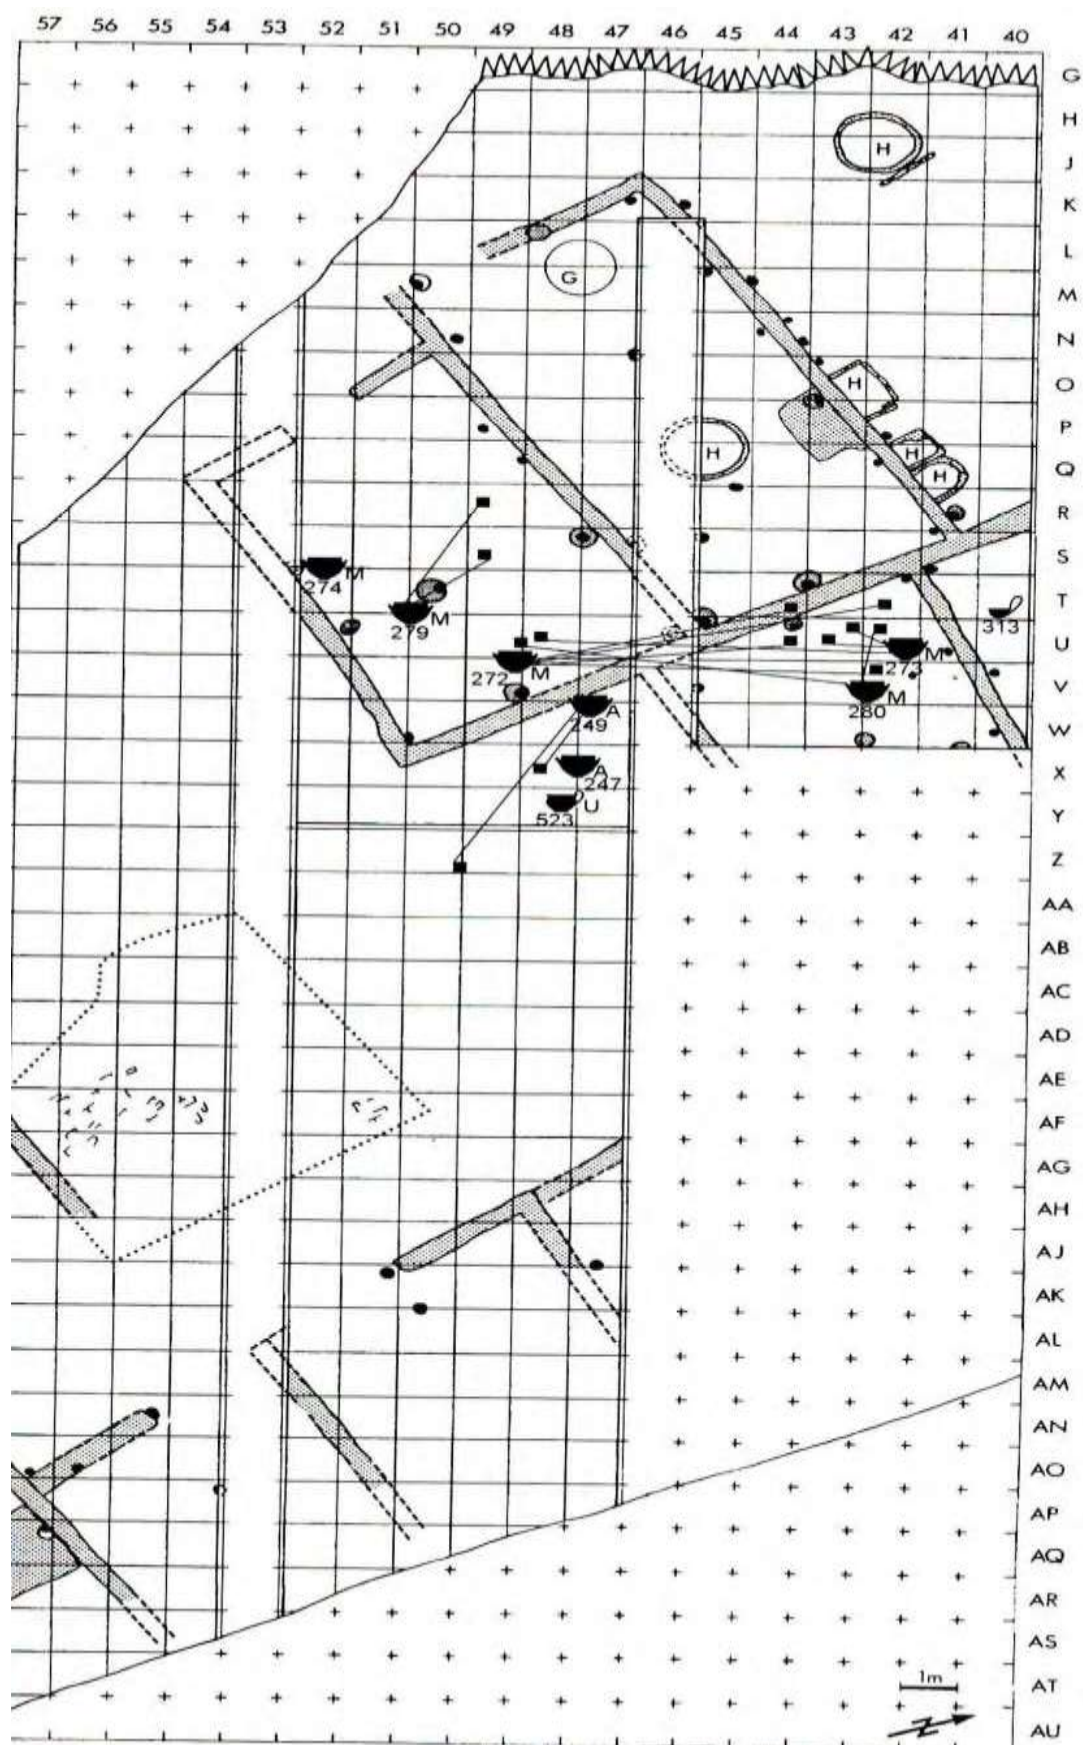 57 56 55 54 53 52 51 50 49 48 47 46 45 44 43 42 41 40
G
H
H
J
K
L
G
M
N
O
H
P
H
H
Q
H
R
S
M
274
T
M
279
313
U
M
273
272
M
V
M
280
A
249
W
X
A
247
U
523
Y
Z
AA
AB
AC
AD
AE
AF
AG
AH
AJ
AK
AL
AM
AN
AO
AP
AQ
AR
AS
1m
AT
Z
AU